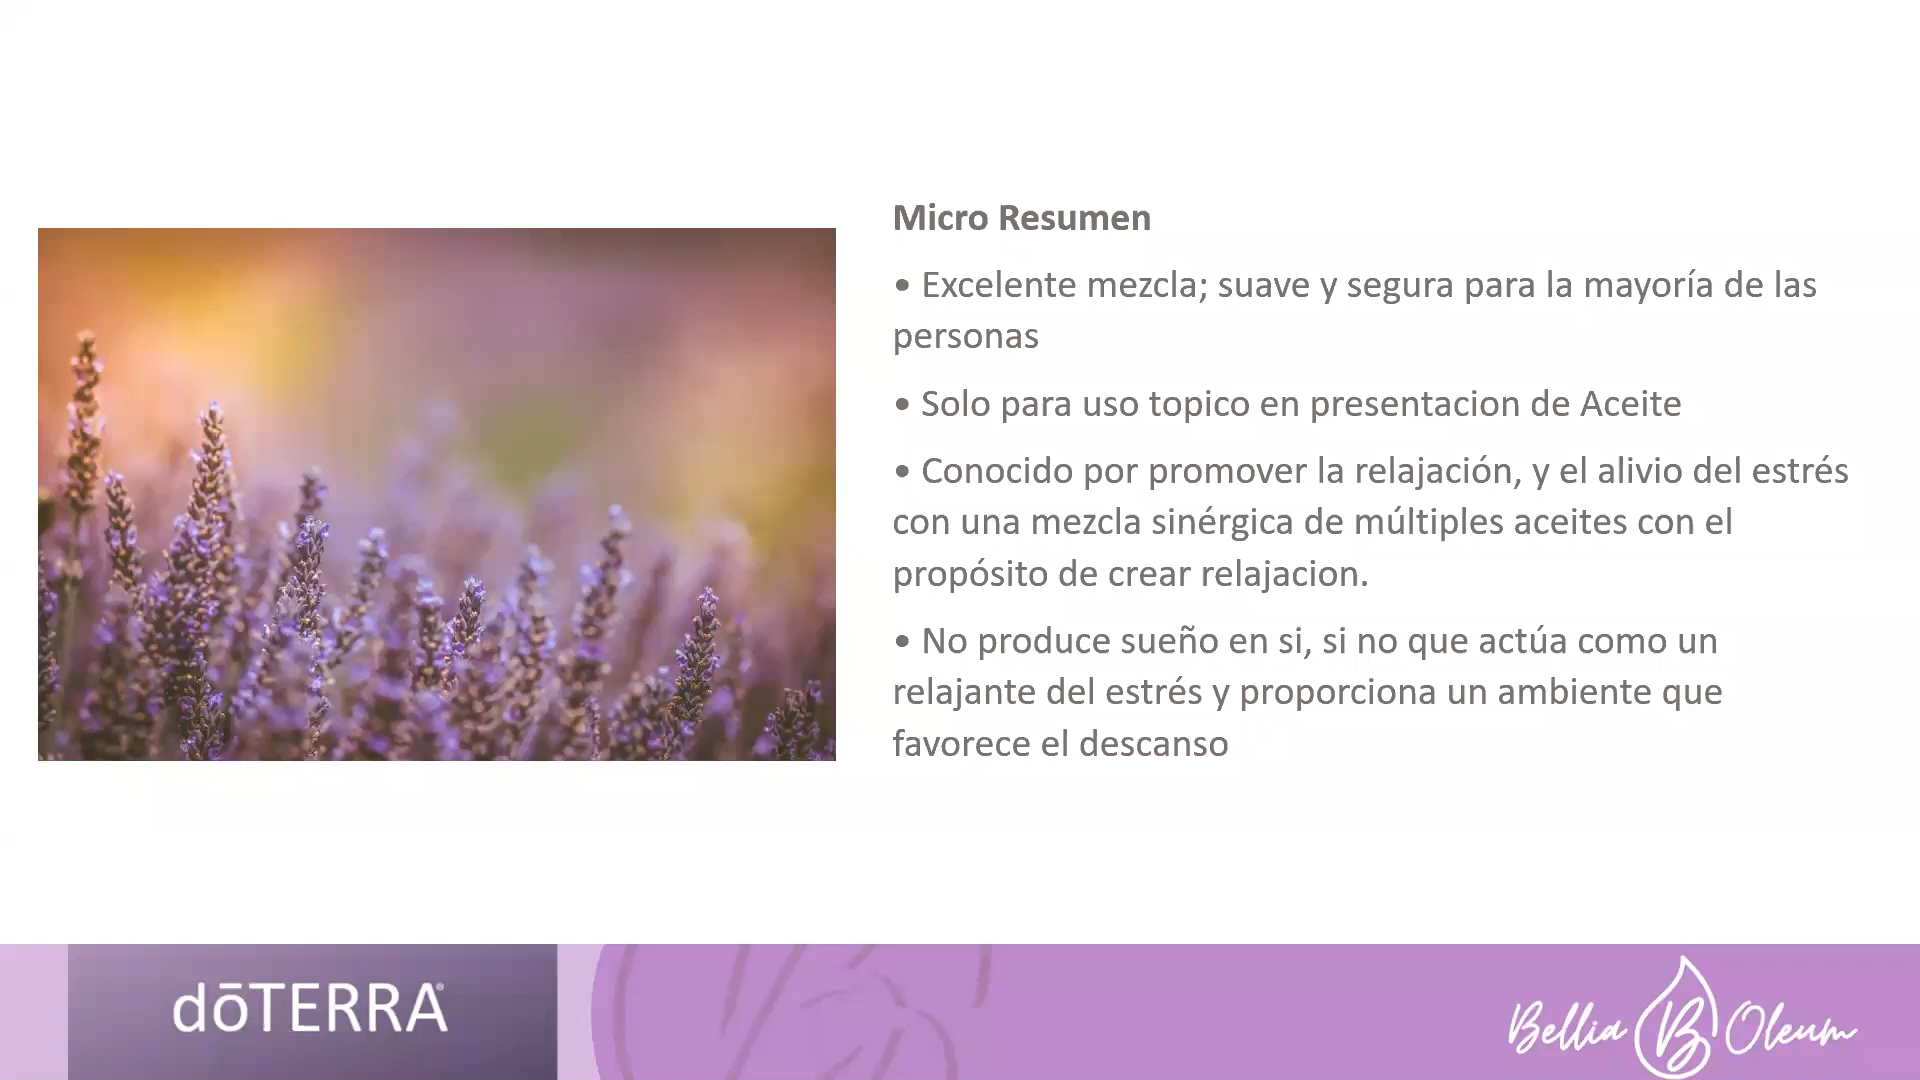 Micro Resumen
• Excelente mezcla; suave y segura para la mayoría de las
personas
• Solo para uso topico en presentacion de Aceite
• Conocido por promover la relajación, y el alivio del estrés
con una mezcla sinérgica de múltiples aceites con el
propósito de crear relajacion.
• No produce sueño en si, si no que actúa como un
relajante del estrés y proporciona un ambiente que
favorece el descanso
dōTERRA®
Bellia B Oleum